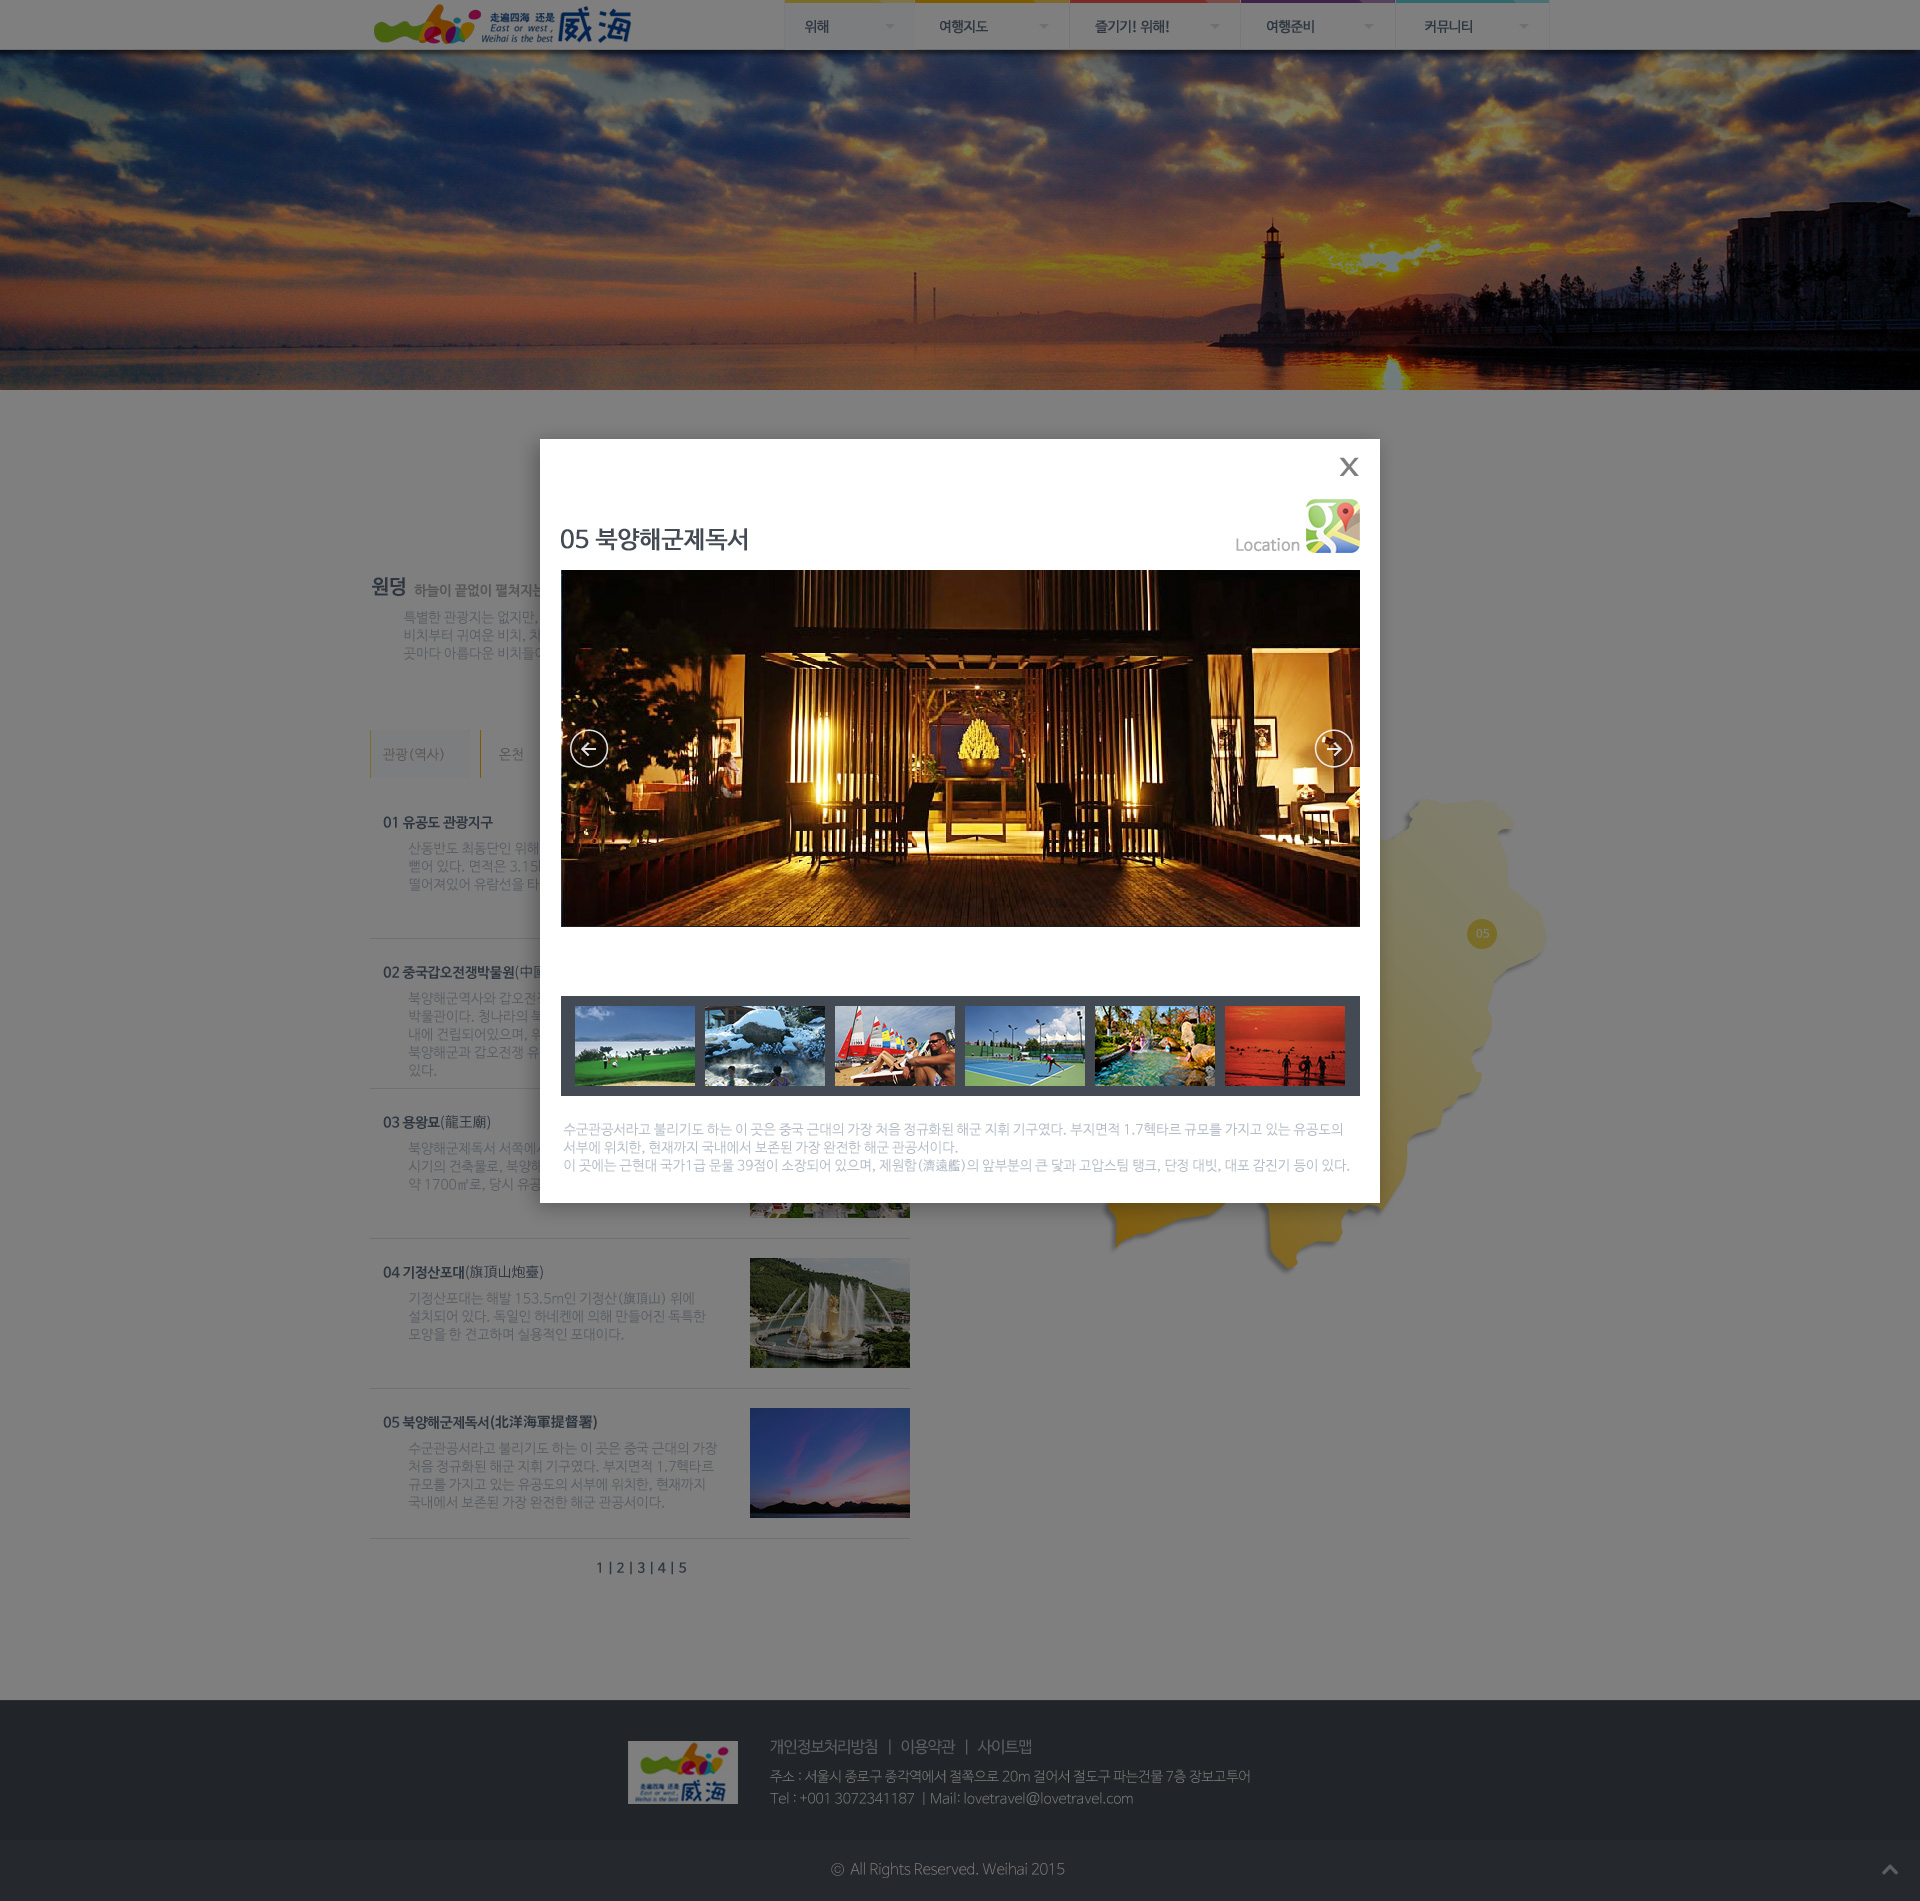 走遍四海 还是
East or west,
Weihai is the best
威海
위해
여행지도
즐기기! 위해!
여행준비
커뮤니티
X
05 북양해군제독서
Location
원덩 하늘이 끝없이 펼쳐지는
특별한 관광지는 없지만,
비치부터 귀여운 비치,
곳마다 아름다운 비치들이
관광(역사)
온천
01 유공도 관광지구
산동반도 최동단인 위해
뻗어 있다. 면적은 3.15
떨어져있어 유람선을 타
02 중국갑오전쟁박물원(中
북양해군역사와 갑오전쟁
박물관이다. 청나라의 북
내에 건립되어있으며,
북양해군과 갑오전쟁 유
있다.
03 용왕묘(龍王廟)
북양해군제독서 서쪽에
시기의 건축물로, 북양해
약 1700㎡로, 당시 유공
05
수군관공서라고 불리기도 하는 이 곳은 중국 근대의 가장 처음 정규화된 해군 지휘 기구였다. 부지면적 1.7헥타르 규모를 가지고 있는 유공도의
서부에 위치한, 현재까지 국내에서 보존된 가장 완전한 해군 관공서이다.
이 곳에는 근현대 국가1급 문물 39점이 소장되어 있으며, 제원함(濟遠艦)의 앞부분의 큰 닻과 고압스팀 탱크, 단정 대빗, 대포 감진기 등이 있다.
04 기정산포대(旗頂山炮臺)
기정산포대는 해발 153.5m인 기정산(旗頂山) 위에
설치되어 있다. 독일인 하네켄에 의해 만들어진 독특한
모양을 한 견고하며 실용적인 포대이다.
05 북양해군제독서(北洋海軍提督署)
수군관공서라고 불리기도 하는 이 곳은 중국 근대의 가장
처음 정규화된 해군 지휘 기구였다. 부지면적 1.7헥타르
규모를 가지고 있는 유공도의 서부에 위치한, 현재까지
국내에서 보존된 가장 완전한 해군 관공서이다.
1 | 2 | 3 | 4 | 5
走遍四海 还是
East or west,
Weihai is the best
威海
개인정보처리방침 | 이용약관 | 사이트맵
주소 : 서울시 종로구 종각역에서 절쪽으로 20m 걸어서 절도구 파는건물 7층 장보고투어
Tel : +001 3072341187 | Mail: lovetravel@lovetravel.com
© All Rights Reserved. Weihai 2015